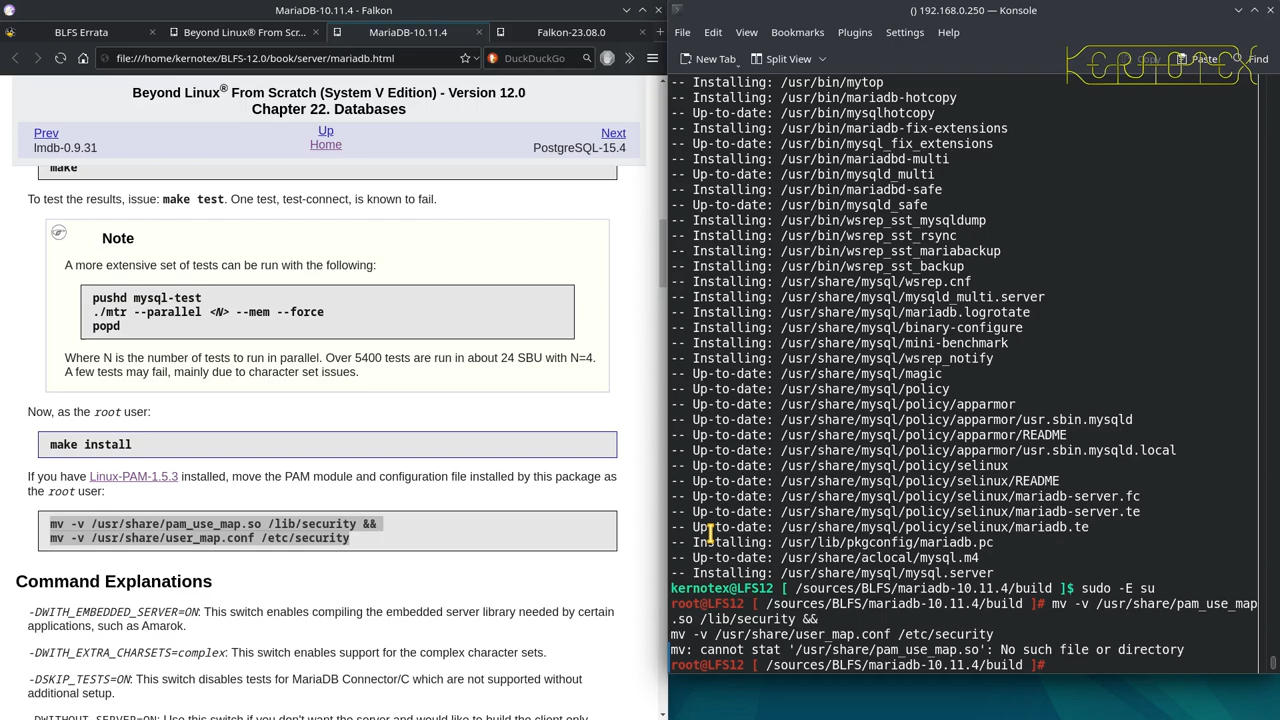 MariaDB-10.11.4 - Falkon
BLFS Errata
Beyond Linux® From Scr...
MariaDB-10.11.4
Falkon-23.08.0
file:///home/kernotex/BLFS-12.0/book/server/mariadb.html
DuckDuckGo
Beyond Linux® From Scratch (System V Edition) - Version 12.0
Chapter 22. Databases
Prev
Up
Next
lmdb-0.9.31
Home
PostgreSQL-15.4
make
To test the results, issue: make test. One test, test-connect, is known to fail.
Note
A more extensive set of tests can be run with the following:
pushd mysql-test
./mtr --parallel <N> --mem --force
popd
Where N is the number of tests to run in parallel. Over 5400 tests are run in about 24 SBU with N=4.
A few tests may fail, mainly due to character set issues.
Now, as the root user:
make install
If you have Linux-PAM-1.5.3 installed, move the PAM module and configuration file installed by this package as
the root user:
mv -v /usr/share/pam_use_map.so /lib/security &&
mv -v /usr/share/user_map.conf /etc/security
Command Explanations
-DWITH_EMBEDDED_SERVER=ON: This switch enables compiling the embedded server library needed by certain
applications, such as Amarok.
-DWITH_EXTRA_CHARSETS=complex: This switch enables support for the complex character sets.
-DSKIP_TESTS=ON: This switch disables tests for MariaDB Connector/C which are not supported without
additional setup.
-DWITHOUT_SERVER=ON: Use this switch if you don't want the server and would like to build the client only
() 192.168.0.250 — Konsole
File Edit View Bookmarks Plugins Settings Help
New Tab Split View Copy Paste Find
KERNOTEX
-- Installing: /usr/bin/mytop
-- Installing: /usr/bin/mariadb-hotcopy
-- Up-to-date: /usr/bin/mysqlhotcopy
-- Installing: /usr/bin/mariadb-fix-extensions
-- Up-to-date: /usr/bin/mysql_fix_extensions
-- Installing: /usr/bin/mariadbd-multi
-- Up-to-date: /usr/bin/mysqld_multi
-- Installing: /usr/bin/mariadbd-safe
-- Up-to-date: /usr/bin/mysqld_safe
-- Installing: /usr/bin/wsrep_sst_mysqldump
-- Installing: /usr/bin/wsrep_sst_rsync
-- Installing: /usr/bin/wsrep_sst_mariabackup
-- Installing: /usr/bin/wsrep_sst_backup
-- Installing: /usr/share/mysql/wsrep.cnf
-- Installing: /usr/share/mysql/mysqld_multi.server
-- Installing: /usr/share/mysql/mariadb.logrotate
-- Installing: /usr/share/mysql/binary-configure
-- Installing: /usr/share/mysql/mini-benchmark
-- Installing: /usr/share/mysql/wsrep_notify
-- Up-to-date: /usr/share/mysql/magic
-- Up-to-date: /usr/share/mysql/policy
-- Up-to-date: /usr/share/mysql/policy/apparmor
-- Up-to-date: /usr/share/mysql/policy/apparmor/usr.sbin.mysqld
-- Up-to-date: /usr/share/mysql/policy/apparmor/README
-- Up-to-date: /usr/share/mysql/policy/apparmor/usr.sbin.mysqld.local
-- Up-to-date: /usr/share/mysql/policy/selinux
-- Up-to-date: /usr/share/mysql/policy/selinux/README
-- Up-to-date: /usr/share/mysql/policy/selinux/mariadb-server.fc
-- Up-to-date: /usr/share/mysql/policy/selinux/mariadb-server.te
-- Up-to-date: /usr/share/mysql/policy/selinux/mariadb.te
-- Installing: /usr/lib/pkgconfig/mariadb.pc
-- Up-to-date: /usr/share/aclocal/mysql.m4
-- Installing: /usr/share/mysql/mysql.server
kernotex@LFS12 [ /sources/BLFS/mariadb-10.11.4/build ]$ sudo -E su
root@LFS12 [ /sources/BLFS/mariadb-10.11.4/build ]# mv -v /usr/share/pam_use_map
.so /lib/security &&
mv -v /usr/share/user_map.conf /etc/security
mv: cannot stat '/usr/share/pam_use_map.so': No such file or directory
root@LFS12 [ /sources/BLFS/mariadb-10.11.4/build ]#